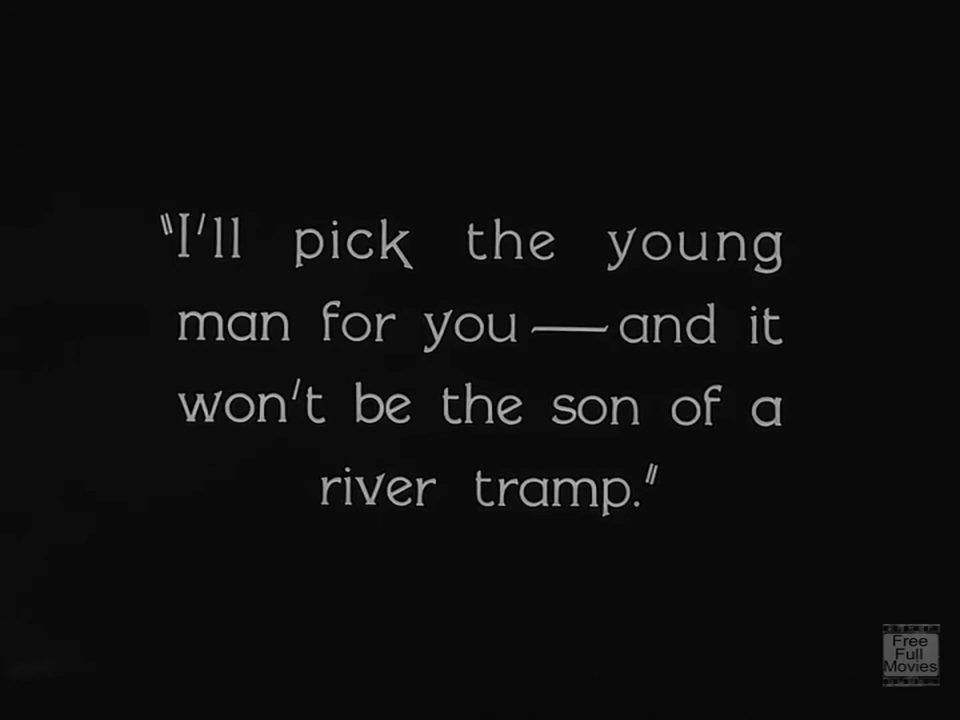 "I'll pick the young
man for you—and it
won't be the son of a
river tramp."
Free
Full
Movies